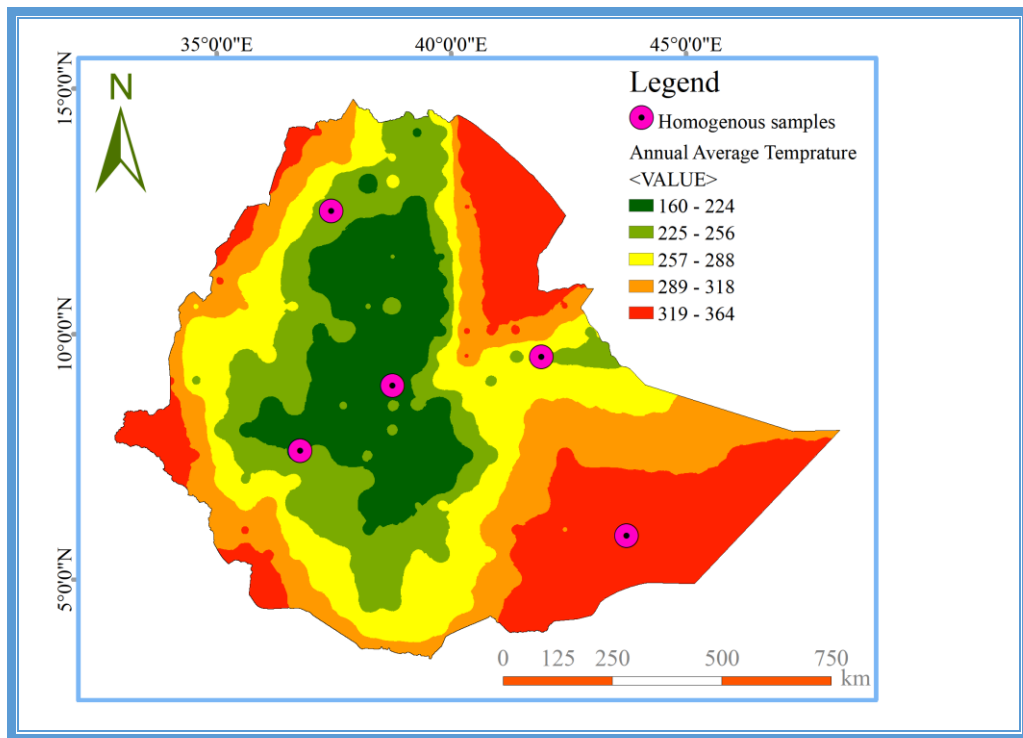 35°0'0"E 40°0'0"E 45°0'0"E
15°0'0"N
10°0'0"N
5°0'0"N
N
Legend
Homogenous samples
Annual Average Temprature
<VALUE>
160 - 224
225 - 256
257 - 288
289 - 318
319 - 364
0 125 250 500 750
km